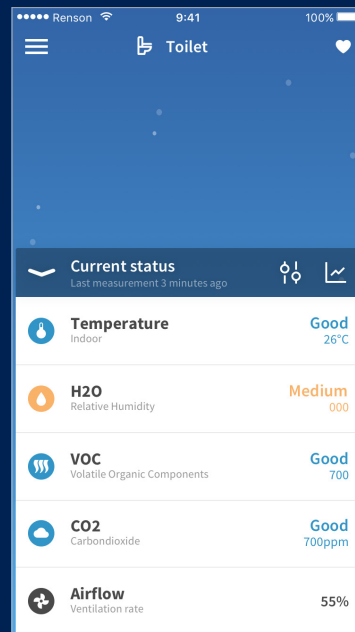 Renson 9:41 100%
Toilet
Current status
Last measurement 3 minutes ago
Temperature Good
Indoor 26°C
H2O Medium
Relative Humidity 000
VOC Good
Volatile Organic Components 700
CO2 Good
Carbondioxide 700ppm
Airflow 55%
Ventilation rate